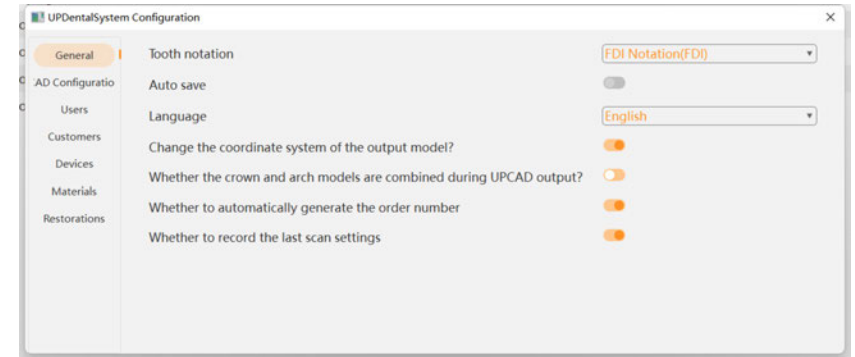 UPDentalSystem Configuration
General
Tooth notation
FDI Notation(FDI)
AD Configuratio
Auto save
Users
Language
English
Customers
Change the coordinate system of the output model?
Devices
Whether the crown and arch models are combined during UPCAD output?
Materials
Whether to automatically generate the order number
Restorations
Whether to record the last scan settings